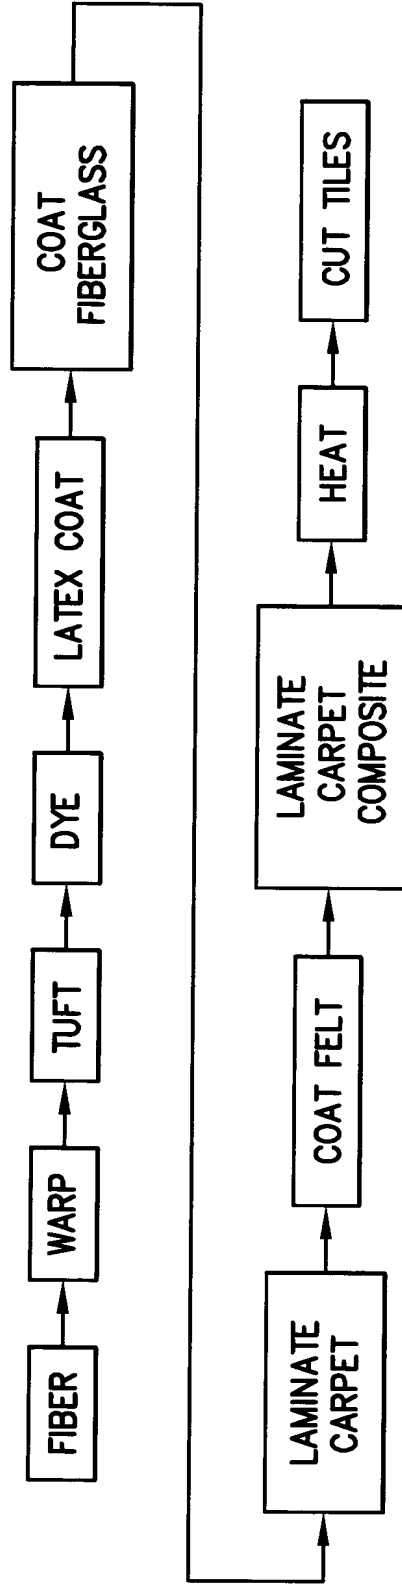 FIBER
WARP
TUFT
DYE
LATEX COAT
COAT
FIBERGLASS
LAMINATE
CARPET
COAT FELT
LAMINATE
CARPET
COMPOSITE
HEAT
CUT TILES